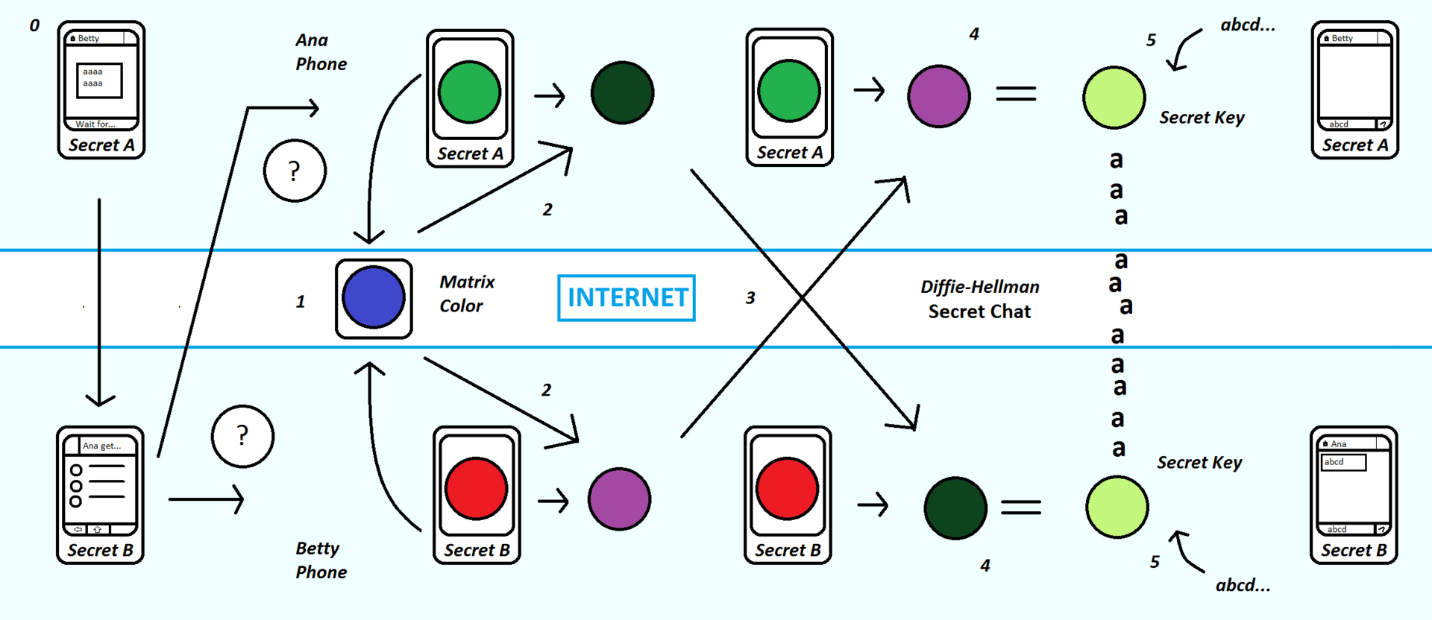 0
Betty
aaaa
aaaa
Wait for...
Secret A
Ana
Phone
?
Secret A
2
Secret A
4
5
abcd...
Secret Key
Betty
abcd
Secret A
1
Matrix
Color
INTERNET
3
Diffie-Hellman
Secret Chat
a
a
a
a
a
a
a
a
a
a
a
Ana get...
Secret B
?
Betty
Phone
2
Secret B
Secret B
4
Secret Key
5
abcd...
Ana
abcd
abcd
Secret B